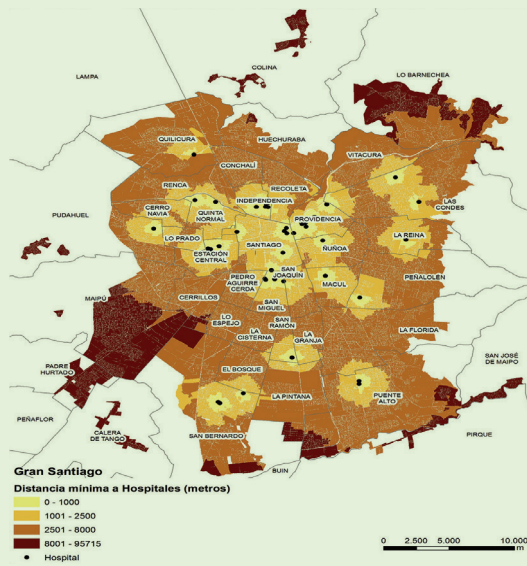 COLINA
LAMPA
LO BARNECHEA
QUILICURA
HUECHURABA
CONCHALÍ
VITACURA
RENCA
RECOLETA
INDEPENDENCIA
LAS
CONDES
CERRO
NAVIA
QUINTA
NORMAL
PROVIDENCIA
PUDAHUEL
LO PRADO
SANTIAGO
ÑUÑOA
LA REINA
ESTACIÓN
CENTRAL
PEDRO
AGUIRRE
CERDA
SAN
JOAQUÍN
MACUL
PEÑALOLÉN
MAIPÚ
CERRILLOS
SAN
MIGUEL
LO
ESPEJO
SAN
RAMÓN
LA
CISTERNA
LA
GRANJA
LA FLORIDA
PADRE
HURTADO
EL BOSQUE
SAN JOSÉ
DE MAIPO
LA PINTANA
PUENTE
ALTO
PEÑAFLOR
CALERA
DE TANGO
SAN BERNARDO
PIRQUE
BUIN
Gran Santiago
Distancia mínima a Hospitales (metros)
0 - 1000
1001 - 2500
2501 - 8000
8001 - 95715
Hospital
0 2.500 5.000 10.000
m